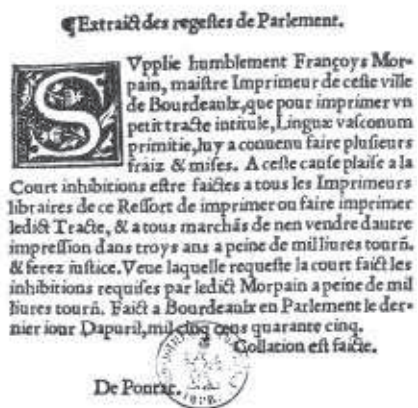 ¶Extraict des regestes de Parlement.
SVpplie humblement Françoys Mor-
pain, maistre Imprimeur de ceste ville
de Bourdeaulx, que pour imprimer vn
petit tracte intitule, Linguæ vasconum
primitię, luy a conuenu faire plusieurs
fraiz & mises. A ceste cause plaise a la
Court inhibitions estre faictes a tous les Imprimeurs
libraires de ce Ressort de imprimer ou faire imprimer
ledict Tracte, & a tous marchãs de nen vendre dautre
impression dans troys ans a peine de mil liures tourñ.
& ferez iustice. Veue laquelle requeste la court faict les
inhibitions requises par ledict Morpain a peine de mil
liures tourñ. Faict a Bourdeaulx en Parlement le der-
nier iour Dapuril, mil cinq cens quarante cinq.
Collation est faicte.
De Pontac.